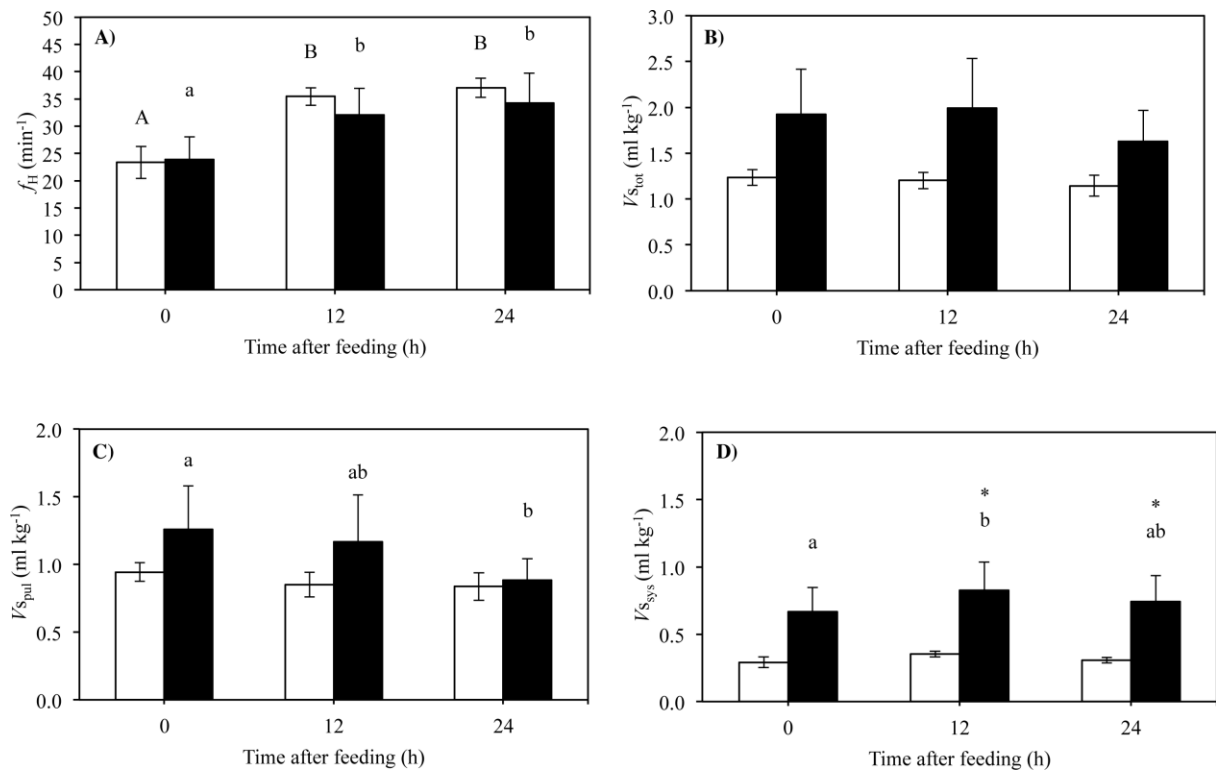 A)
50
45
40
35
30
25
20
15
10
5
0
fH (min-1)
A
a
B
b
B
b
0
12
24
Time after feeding (h)
B)
3.0
2.5
2.0
1.5
1.0
0.5
0.0
Vstot (ml kg-1)
0
12
24
Time after feeding (h)
C)
2.0
1.5
1.0
0.5
0.0
Vspul (ml kg-1)
a
ab
b
0
12
24
Time after feeding (h)
D)
2.0
1.5
1.0
0.5
0.0
Vssys (ml kg-1)
a
*
b
*
ab
0
12
24
Time after feeding (h)